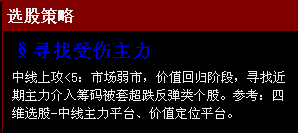 选股策略
§寻找受伤主力
中线上攻<5：市场弱市，价值回归阶段，寻找近
期主力介入筹码被套超跌反弹类个股。参考：四
维选股-中线主力平台、价值定位平台。